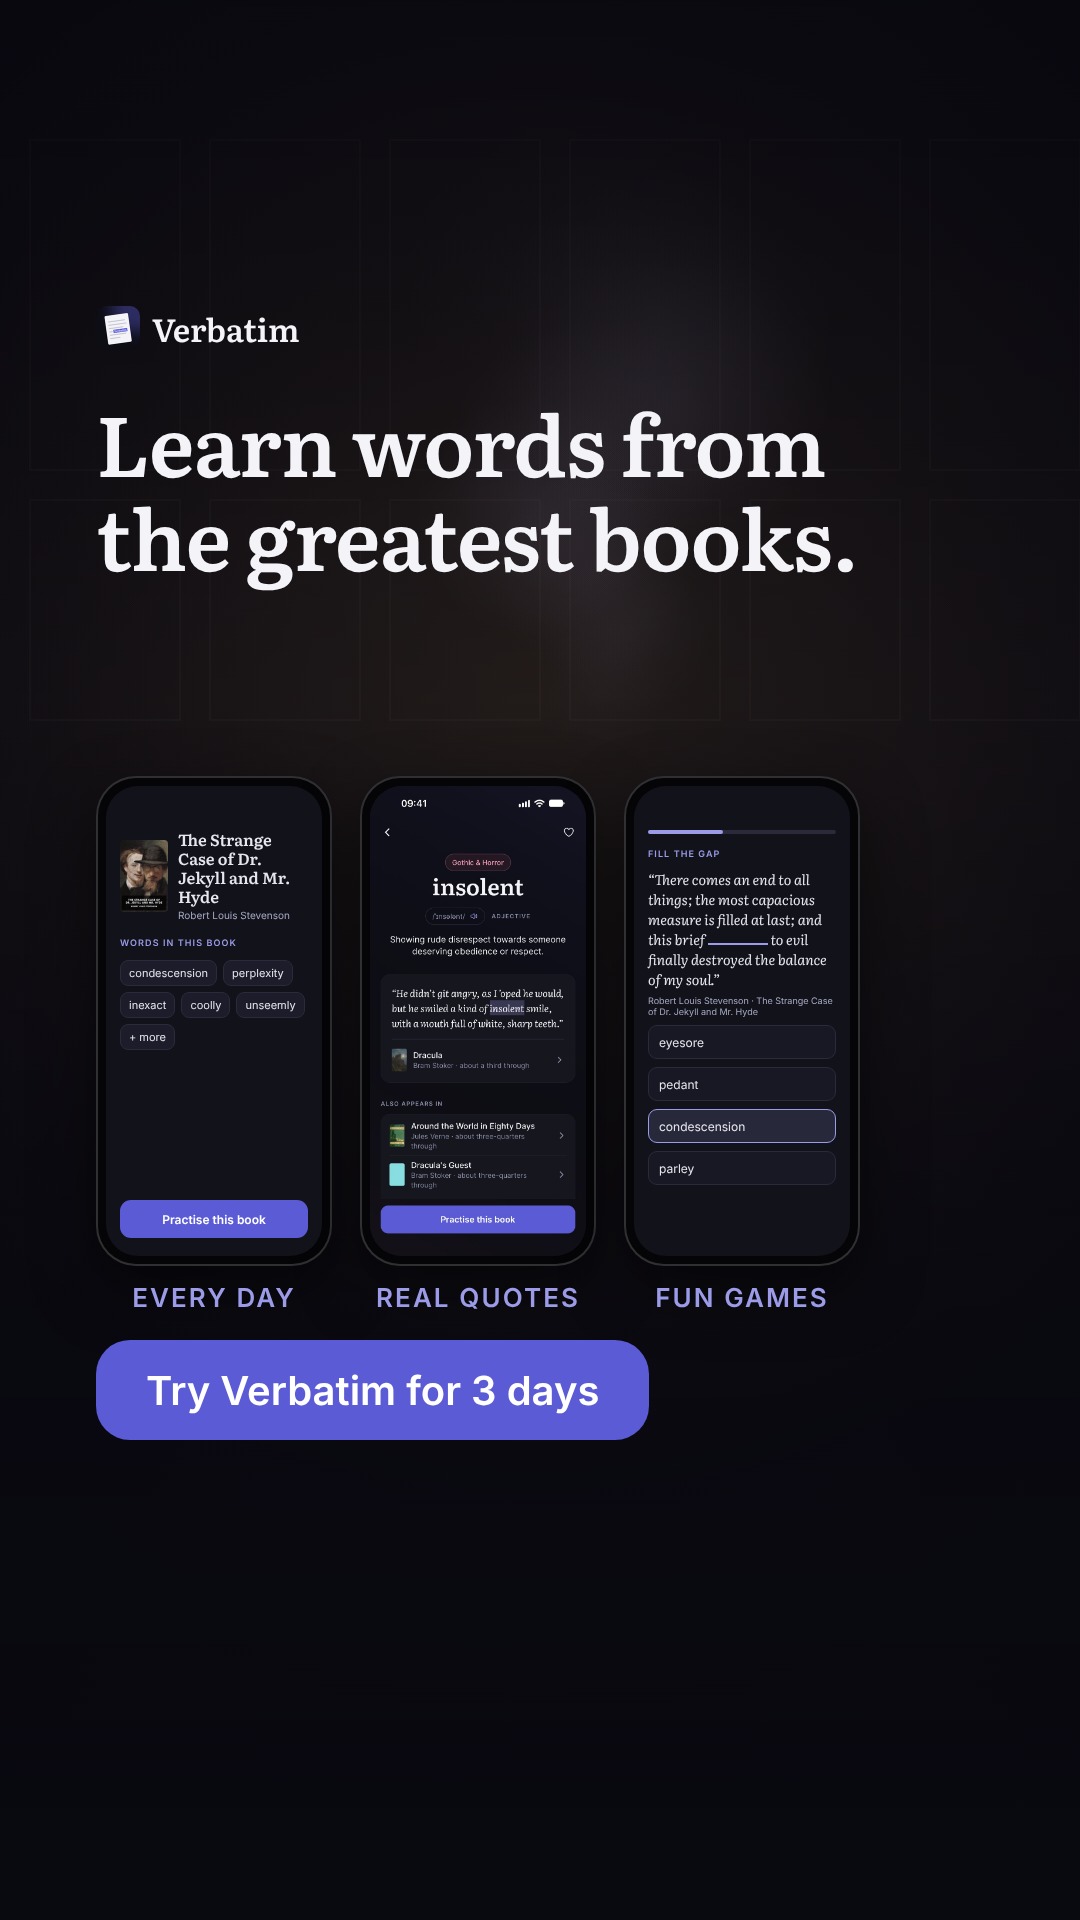 Verbatim
Learn words from
the greatest books.
The Strange
Case of Dr.
Jekyll and Mr.
Hyde
Robert Louis Stevenson
WORDS IN THIS BOOK
condescension
perplexity
inexact
coolly
unseemly
+ more
Practise this book
EVERY DAY
09:41
Gothic & Horror
insolent
/ˈɪnsələnt/
ADJECTIVE
Showing rude disrespect towards someone
deserving obedience or respect.
“He didn't git angry, as I 'oped he would,
but he smiled a kind of insolent smile,
with a mouth full of white, sharp teeth.”
Dracula
Bram Stoker · about a third through
ALSO APPEARS IN
Around the World in Eighty Days
Jules Verne · about three-quarters
through
Dracula's Guest
Bram Stoker · about three-quarters
through
Practise this book
REAL QUOTES
FILL THE GAP
“There comes an end to all
things; the most capacious
measure is filled at last; and
this brief ______ to evil
finally destroyed the balance
of my soul.”
Robert Louis Stevenson · The Strange Case
of Dr. Jekyll and Mr. Hyde
eyesore
pedant
condescension
parley
FUN GAMES
Try Verbatim for 3 days